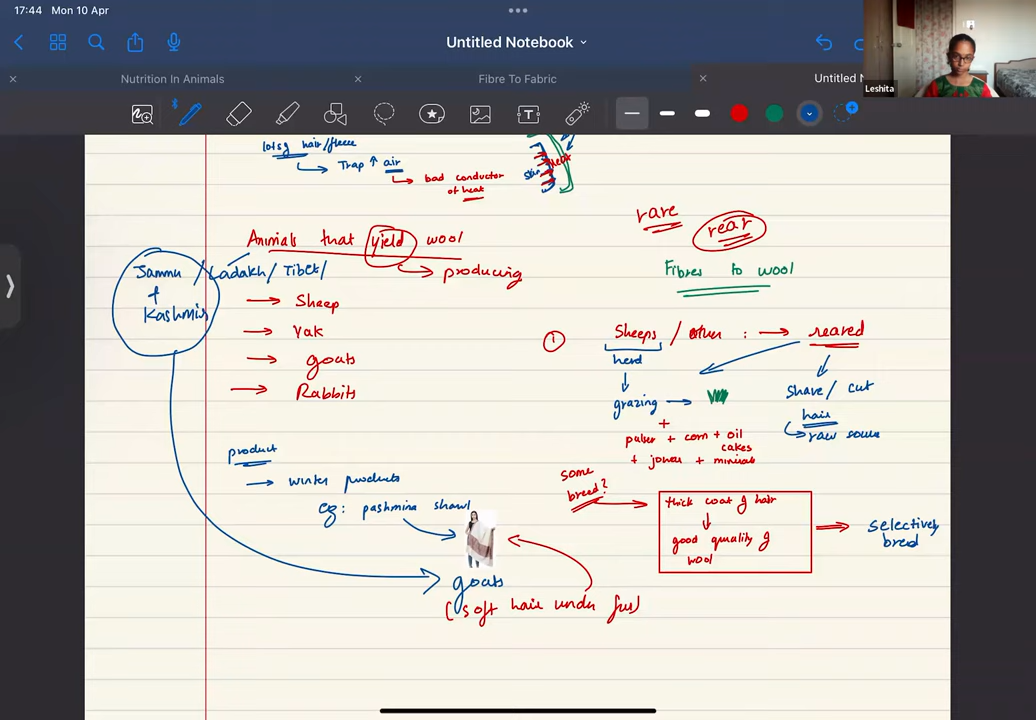 17:44 Mon 10 Apr
Untitled Notebook
Nutrition In Animals
Fibre To Fabric
Untitled N
Leshita
lots of hair/fleece
Trap ↑ air
bad conductor
of heat
skin
Animals that yield wool
producing
Jammu / Ladakh / Tibet /
+
Kashmir
→ Sheep
→ Yak
→ goats
→ Rabbits
product
→ winter products
eg: pashmina shawl
goats
(soft hair under fur)
rare
rear
Fibres to wool
① Sheeps / other : → reared
herd
grazing →
+
pulses + corn + oil
cakes
+ jowar + minerals
share / cut
hair
raw source
some
breed?
thick coat of hair
↓
good quality of
wool
selectively
bred